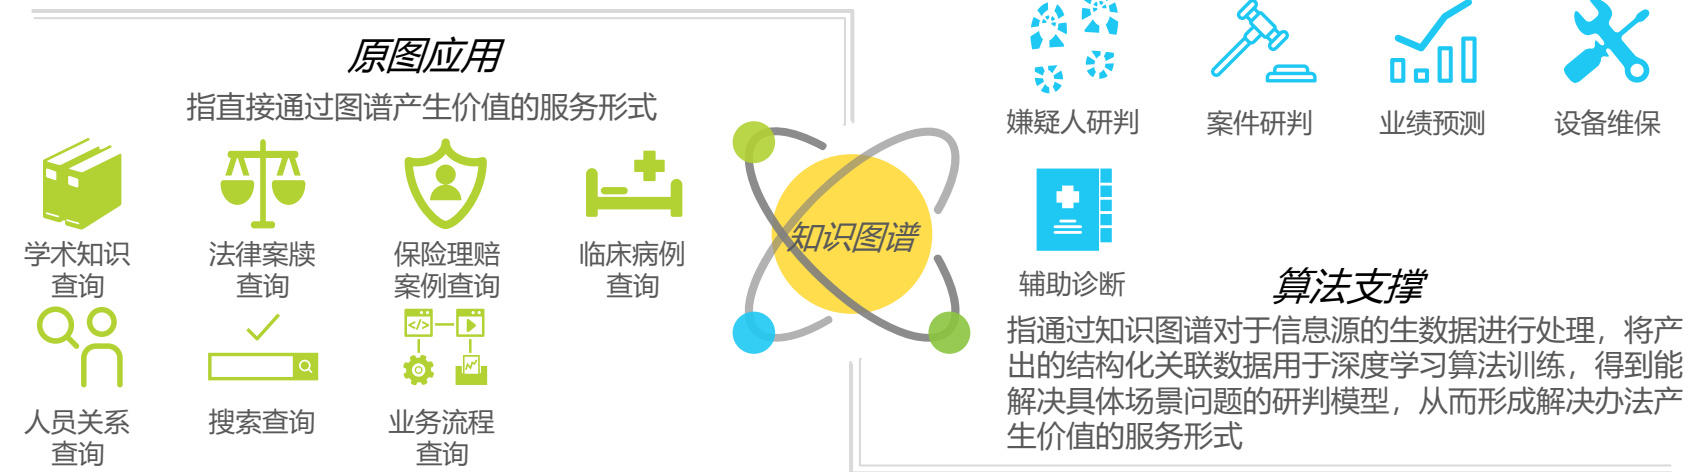 原图应用
指直接通过图谱产生价值的服务形式
学术知识
查询
法律案牍
查询
保险理赔
案例查询
临床病例
查询
人员关系
查询
搜索查询
业务流程
查询
知识图谱
嫌疑人研判
案件研判
业绩预测
设备维保
辅助诊断
算法支撑
指通过知识图谱对于信息源的生数据进行处理，将产
出的结构化关联数据用于深度学习算法训练，得到能
解决具体场景问题的研判模型，从而形成解决办法产
生价值的服务形式